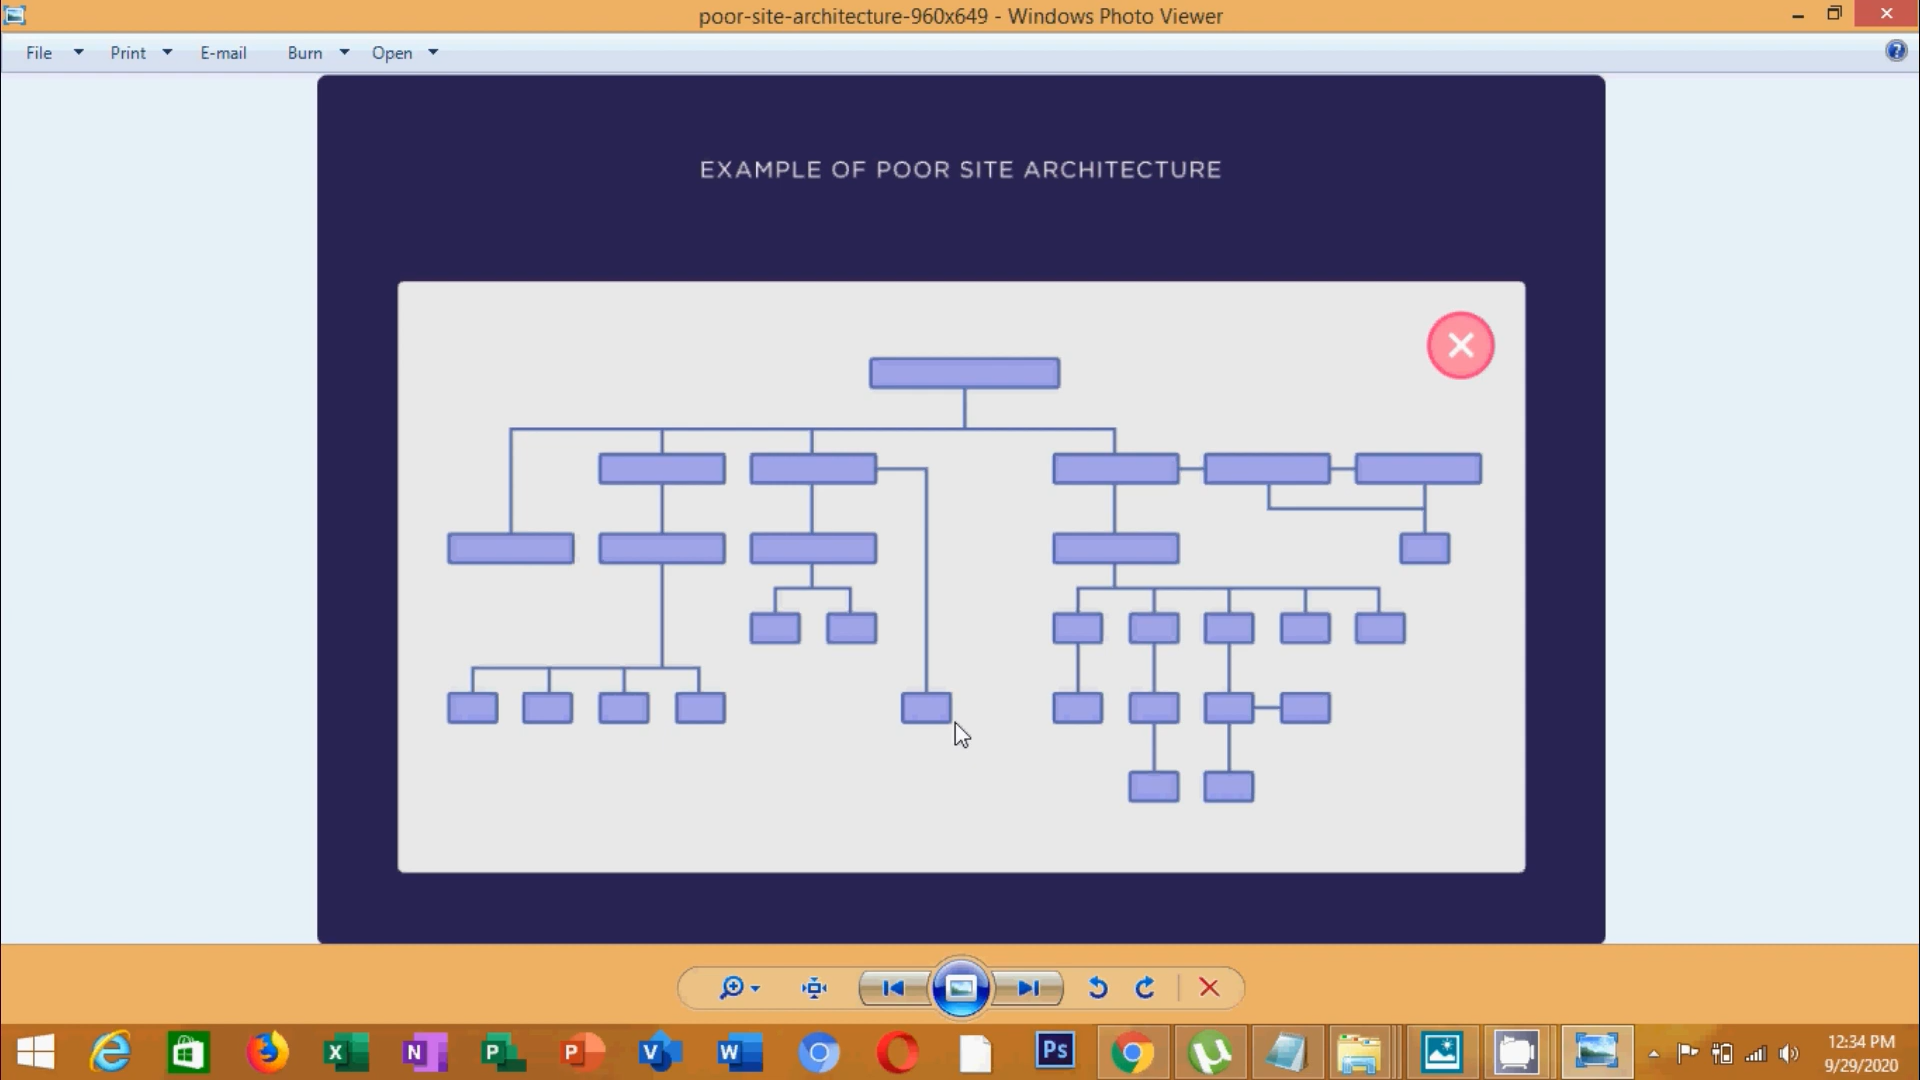 poor-site-architecture-960x649 - Windows Photo Viewer
File Print E-mail Burn Open
?
EXAMPLE OF POOR SITE ARCHITECTURE
X N P P V W Ps µ
12:34 PM
9/29/2020